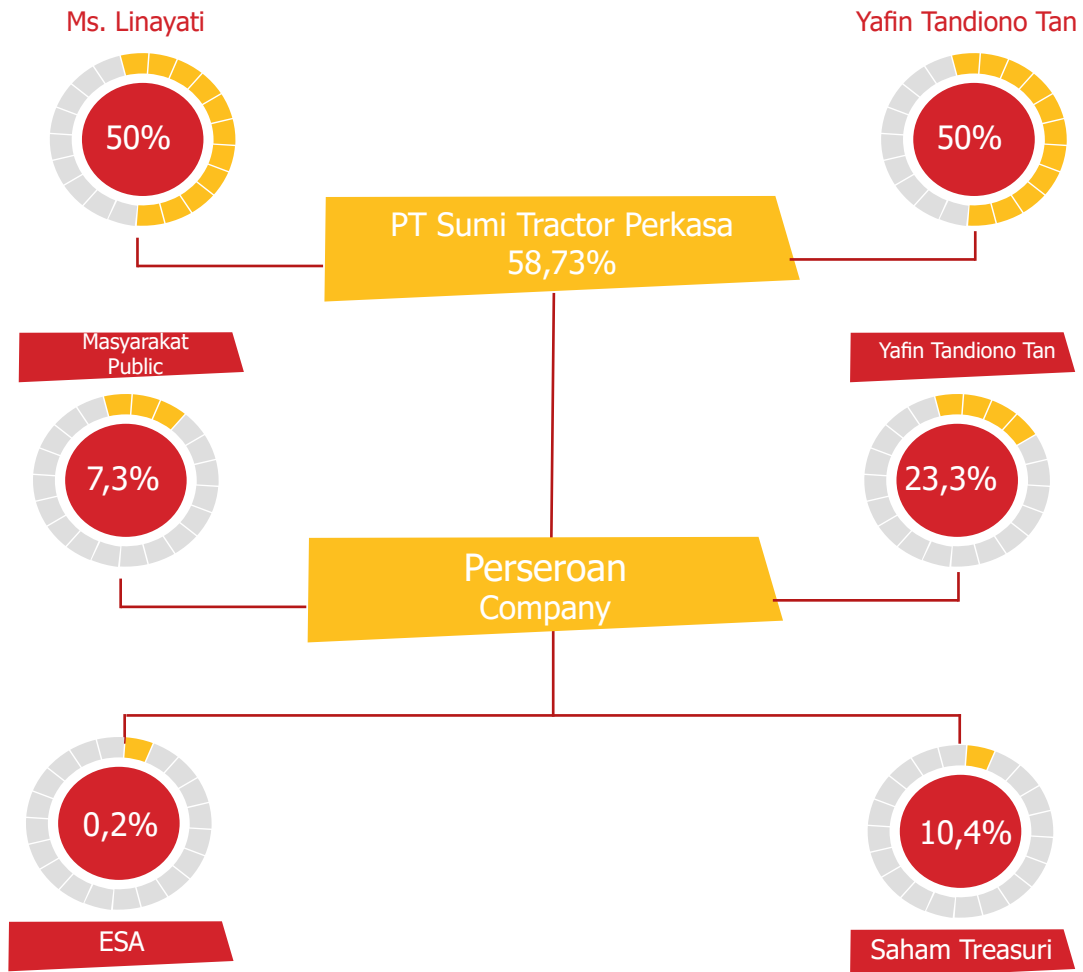 Ms. Linayati
Yafin Tandiono Tan
50%
50%
PT Sumi Tractor Perkasa
58,73%
Masyarakat
Public
Yafin Tandiono Tan
7,3%
23,3%
Perseroan
Company
0,2%
10,4%
ESA
Saham Treasuri